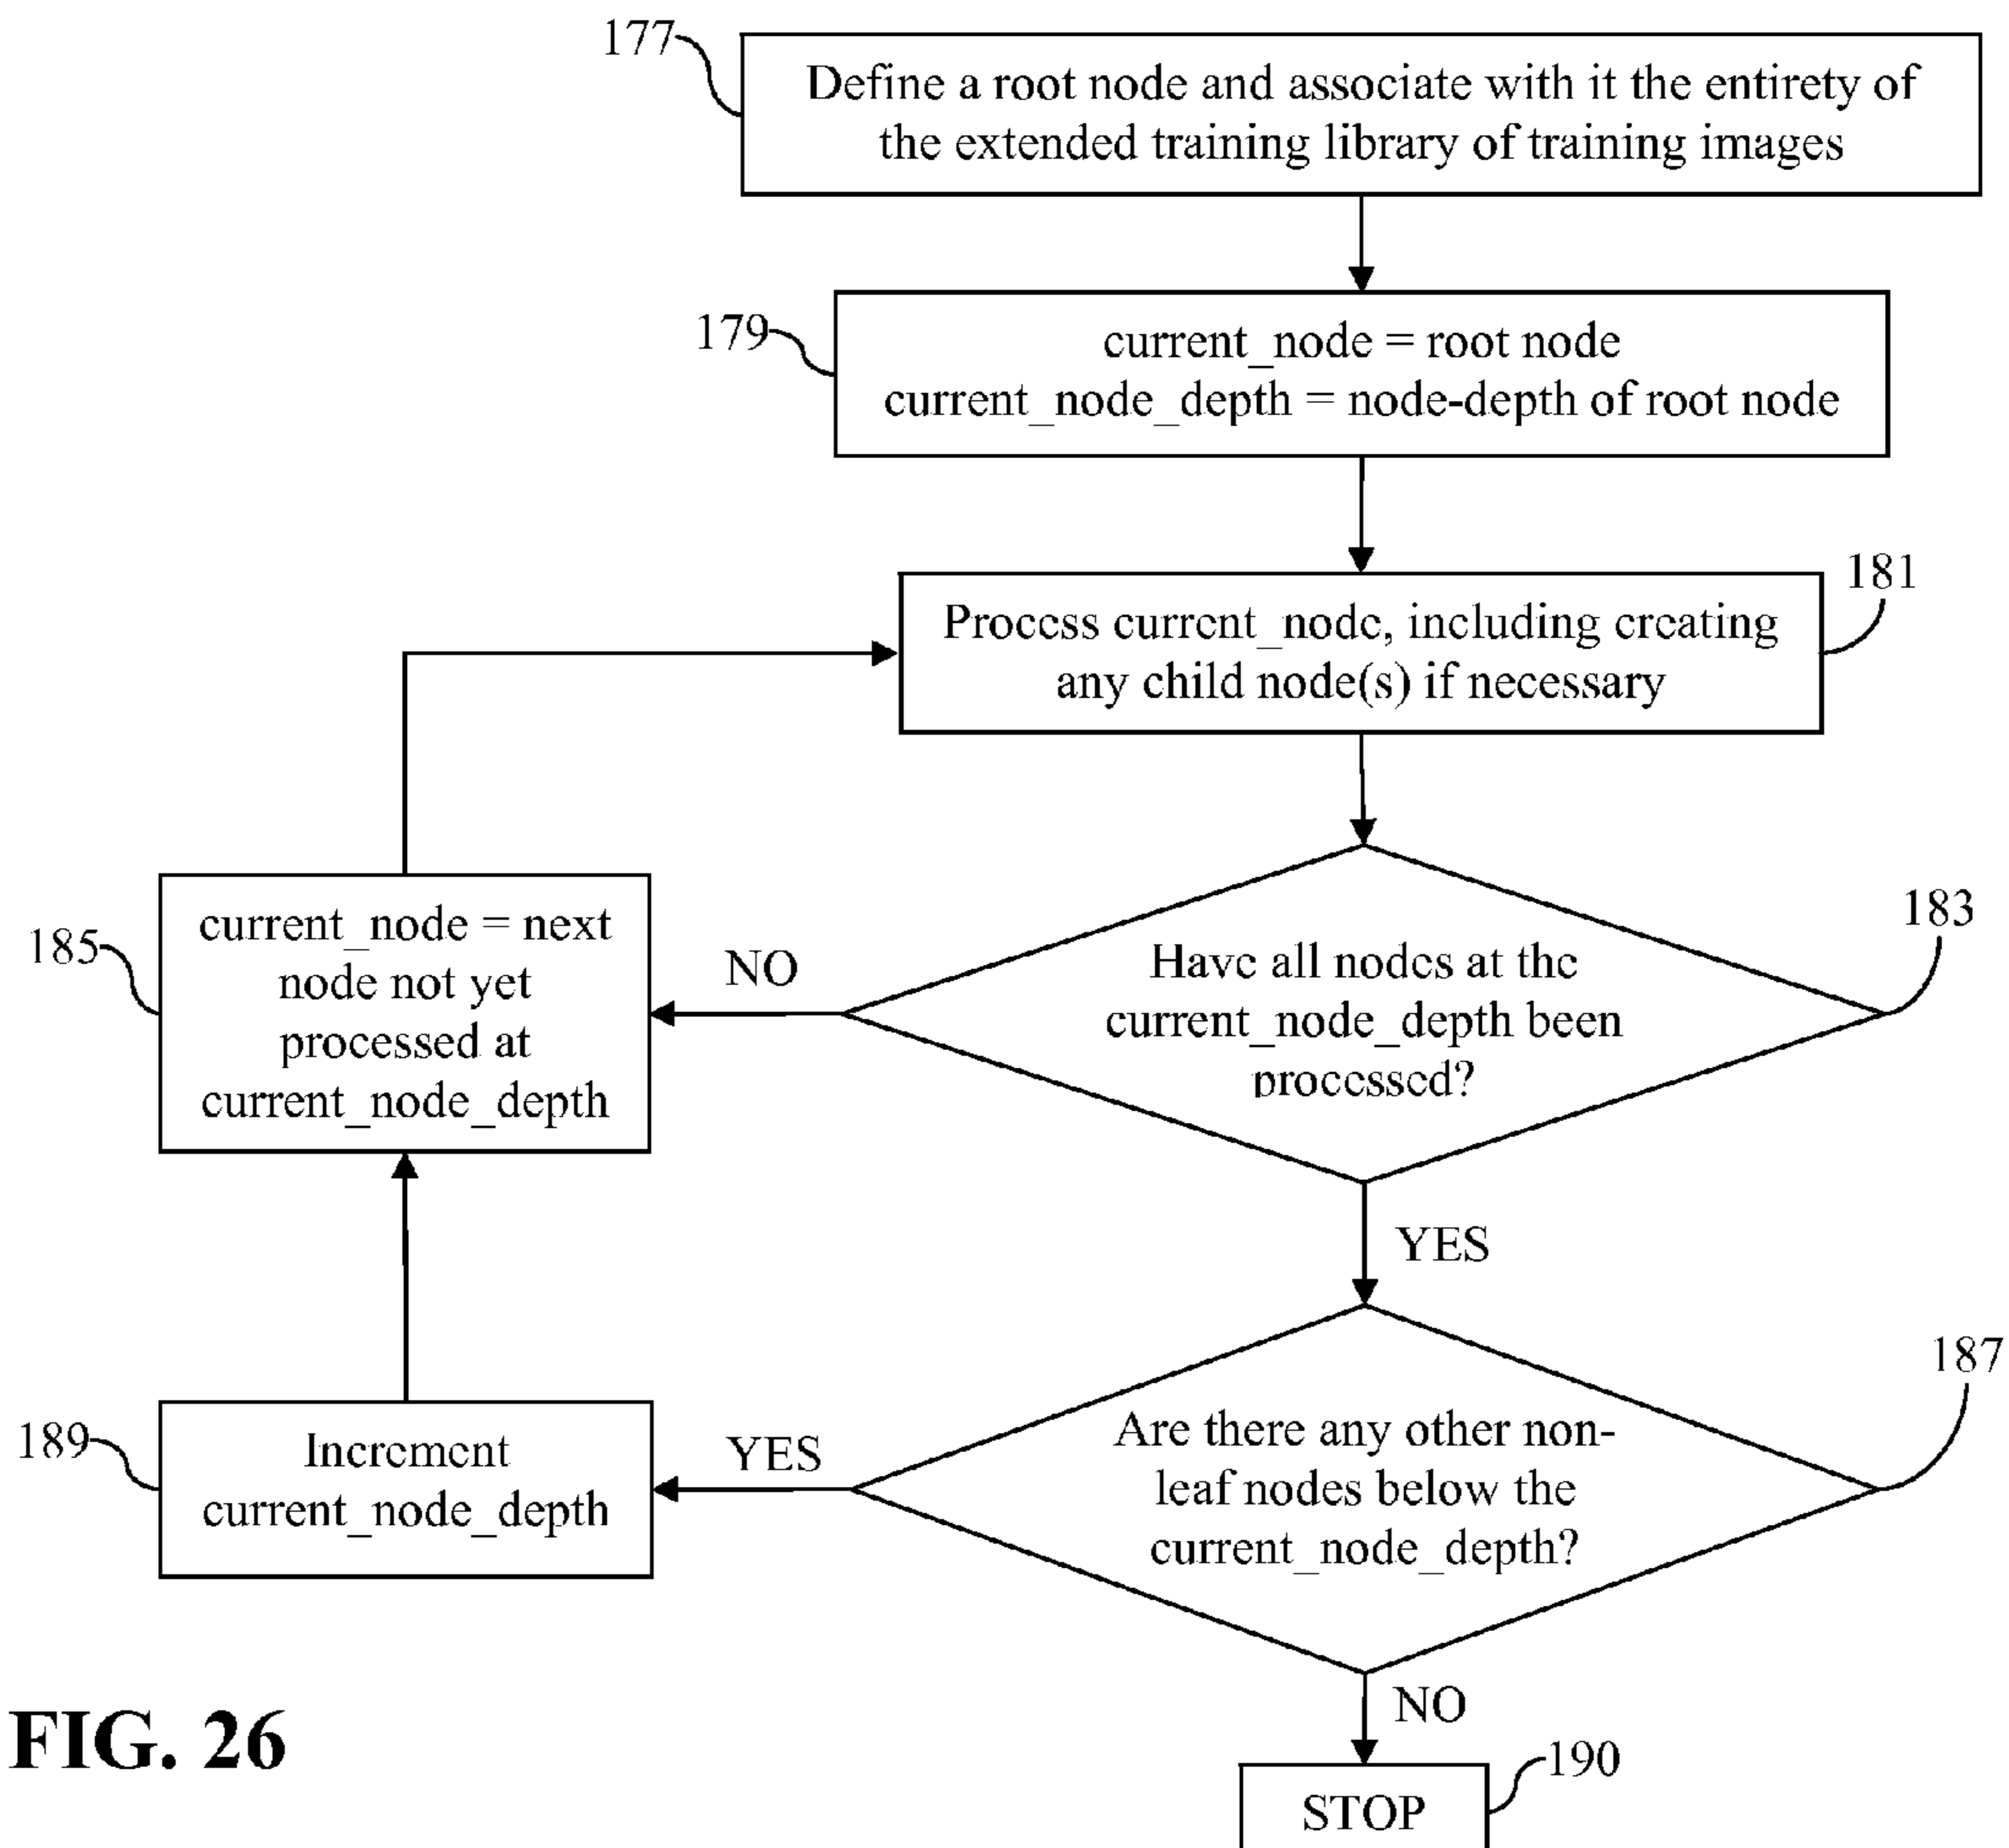 177
Define a root node and associate with it the entirety of
the extended training library of training images
179
current_node = root node
current_node_depth = node-depth of root node
181
Process current_node, including creating
any child node(s) if necessary
183
Have all nodes at the
current_node_depth been
processed?
NO
185
current_node = next
node not yet
processed at
current_node_depth
YES
187
Are there any other non-
leaf nodes below the
current_node_depth?
YES
189
Increment
current_node_depth
NO
190
STOP
FIG. 26